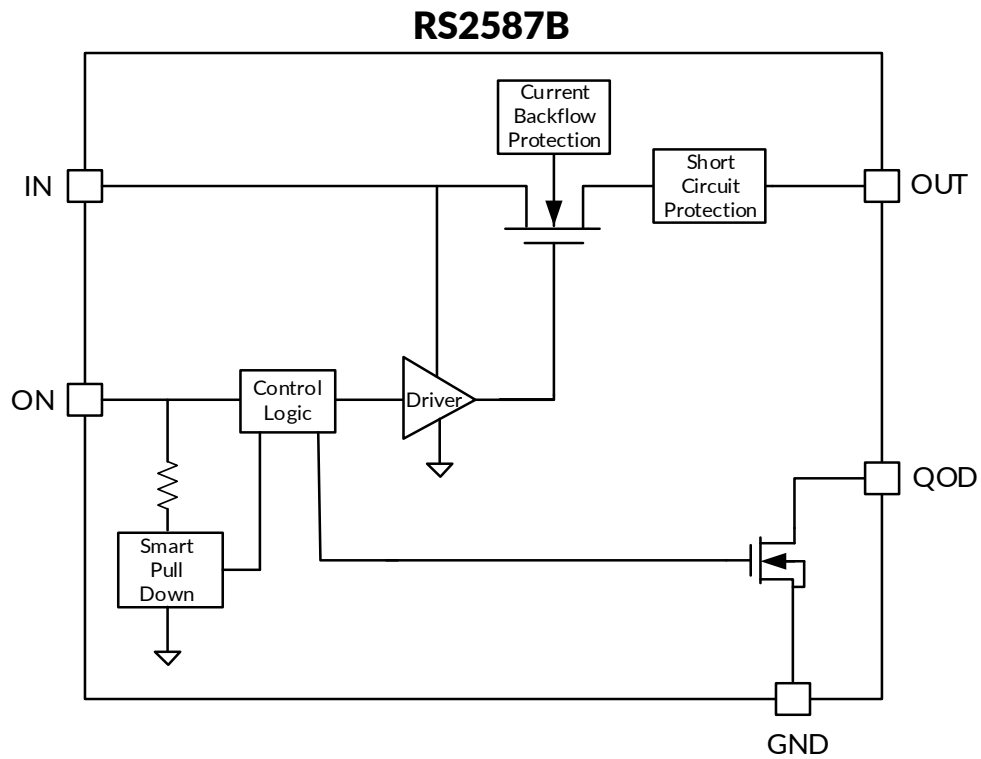 RS2587B
Current
Backflow
Protection
IN
Short
Circuit
Protection
OUT
ON
Control
Logic
Driver
QOD
Smart
Pull
Down
GND